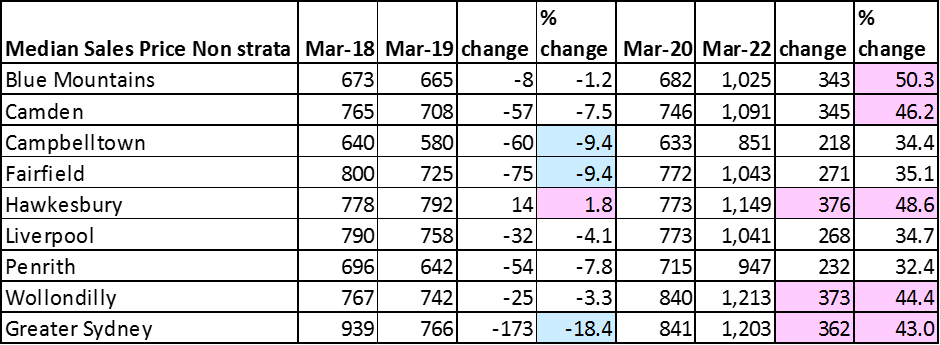 % %
Median Sales Price Non strata Mar-18 Mar-19 change change Mar-20 Mar-22 change change
Blue Mountains 673 665 -8 -1.2 682 1,025 343 50.3
Camden 765 708 -57 -7.5 746 1,091 345 46.2
Campbelltown 640 580 -60 -9.4 633 851 218 34.4
Fairfield 800 725 -75 -9.4 772 1,043 271 35.1
Hawkesbury 778 792 14 1.8 773 1,149 376 48.6
Liverpool 790 758 -32 -4.1 773 1,041 268 34.7
Penrith 696 642 -54 -7.8 715 947 232 32.4
Wollondilly 767 742 -25 -3.3 840 1,213 373 44.4
Greater Sydney 939 766 -173 -18.4 841 1,203 362 43.0